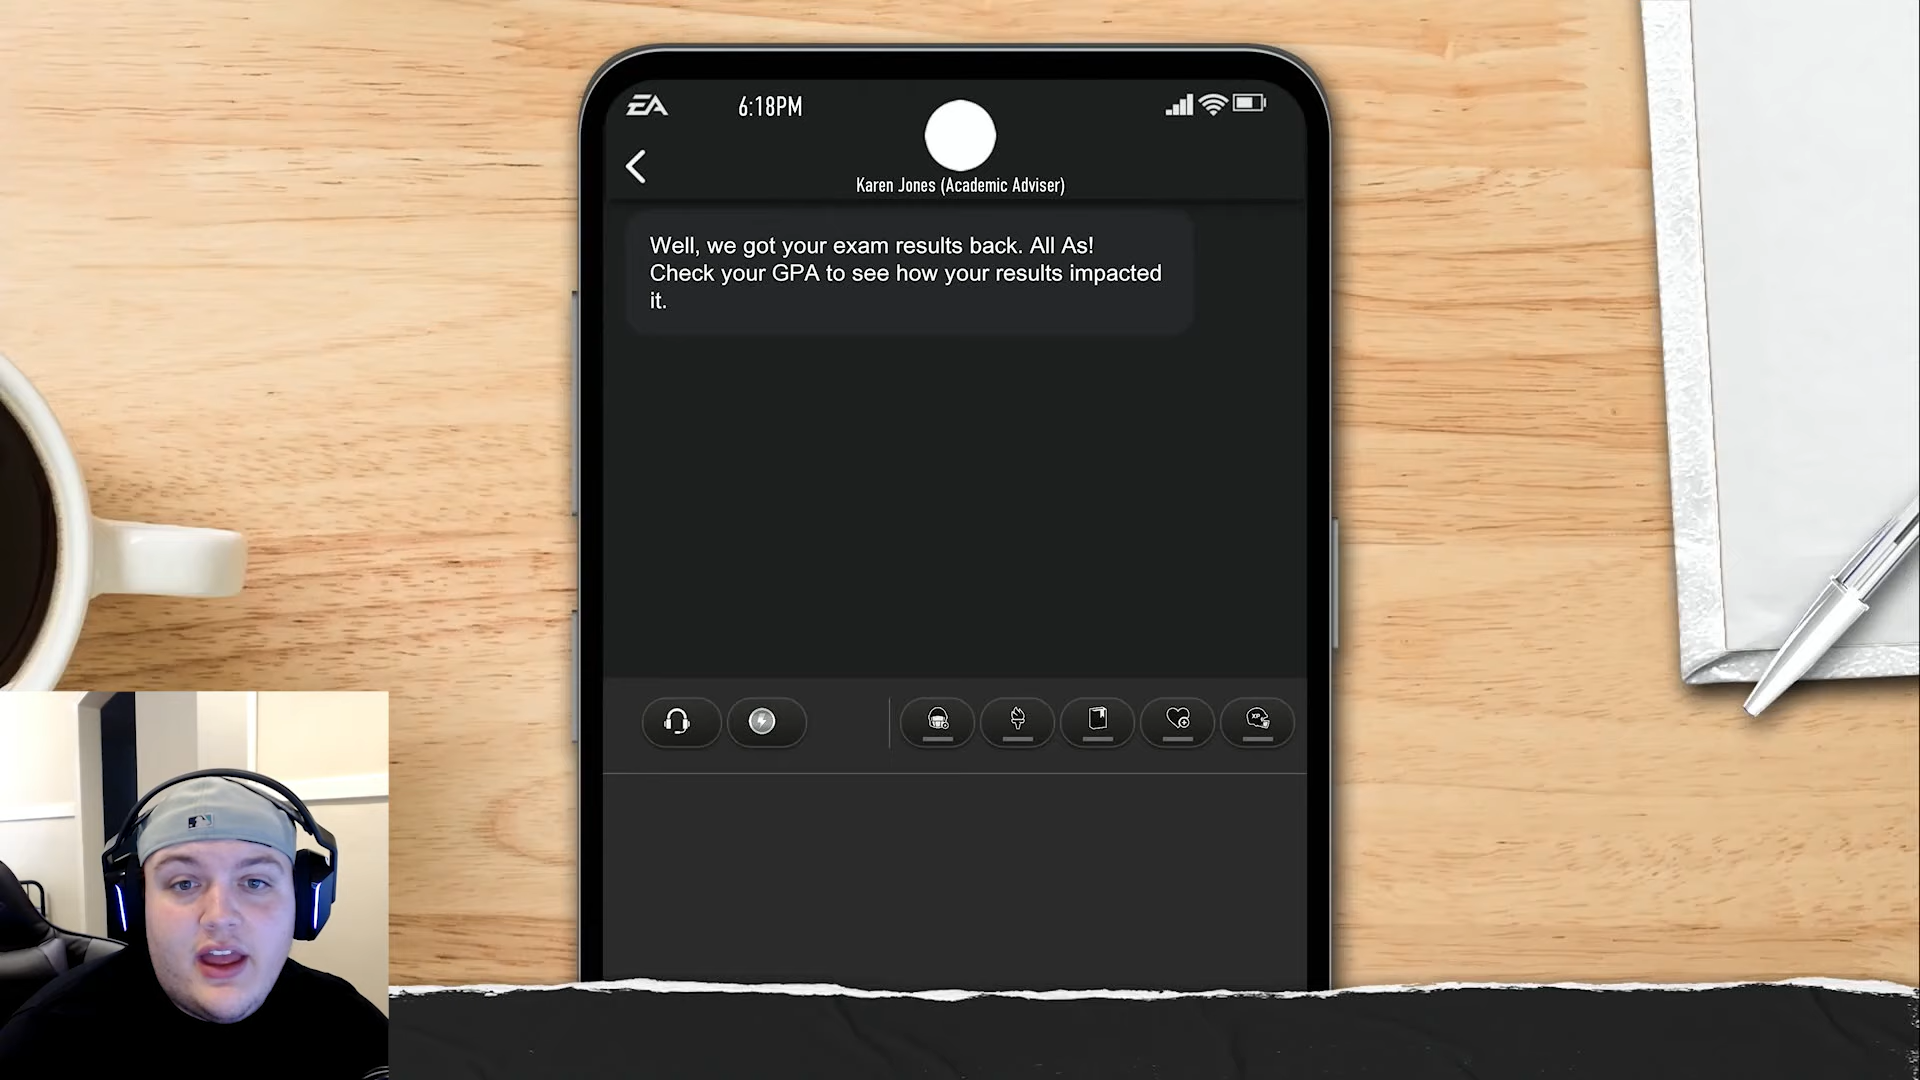 EA
6:18PM
Karen Jones (Academic Adviser)
Well, we got your exam results back. All As!
Check your GPA to see how your results impacted
it.
XP